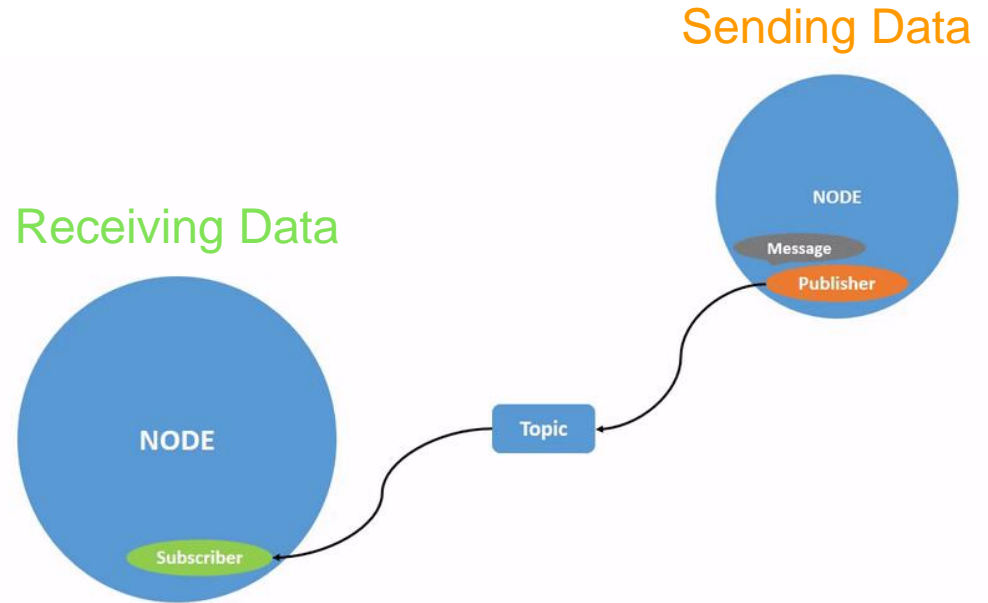 Sending Data
NODE
Message
Publisher
Receiving Data
Topic
NODE
Subscriber